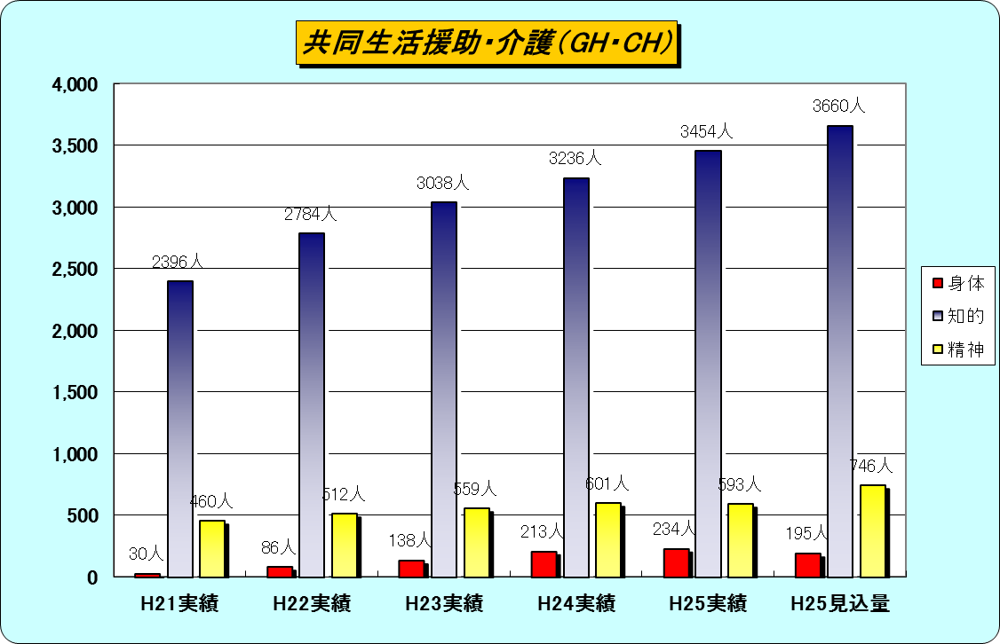 共同生活援助・介護（GH・CH）
4,000
3,500
3,000
2,500
2,000
1,500
1,000
500
0
30人
2396人
460人
86人
2784人
512人
138人
3038人
559人
213人
3236人
601人
234人
3454人
593人
195人
3660人
746人
H21実績
H22実績
H23実績
H24実績
H25実績
H25見込量
身体
知的
精神